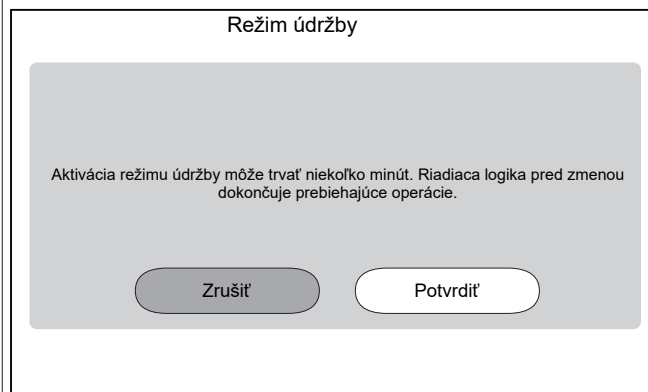 Režim údržby
Aktivácia režimu údržby môže trvať niekoľko minút. Riadiaca logika pred zmenou
dokončuje prebiehajúce operácie.
Zrušiť
Potvrdiť